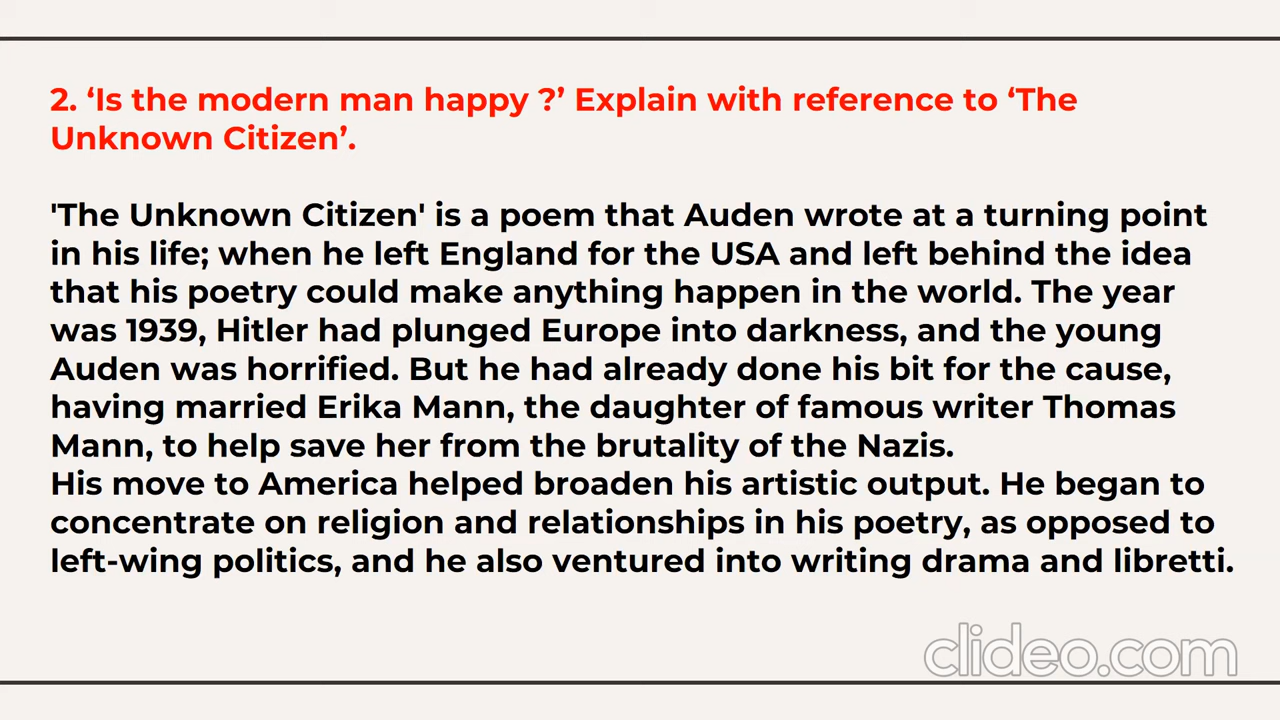 2. ‘Is the modern man happy ?’ Explain with reference to ‘The
Unknown Citizen’.
'The Unknown Citizen' is a poem that Auden wrote at a turning point
in his life; when he left England for the USA and left behind the idea
that his poetry could make anything happen in the world. The year
was 1939, Hitler had plunged Europe into darkness, and the young
Auden was horrified. But he had already done his bit for the cause,
having married Erika Mann, the daughter of famous writer Thomas
Mann, to help save her from the brutality of the Nazis.
His move to America helped broaden his artistic output. He began to
concentrate on religion and relationships in his poetry, as opposed to
left-wing politics, and he also ventured into writing drama and libretti.
clideo.com